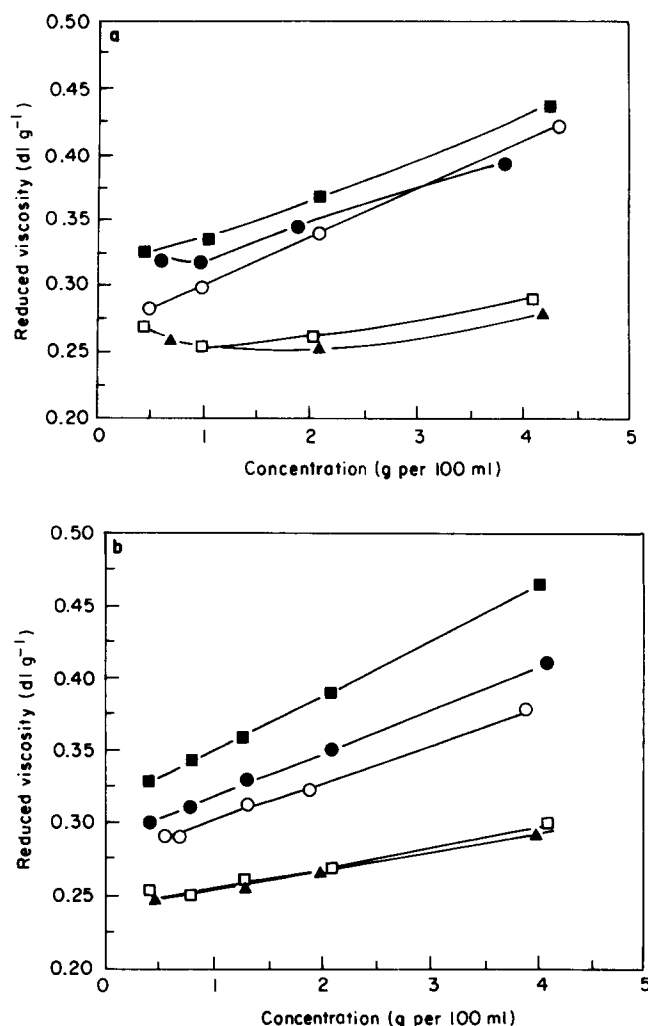 a
0.50
0.45
0.40
0.35
0.30
0.25
0.20
Reduced viscosity (dl g⁻¹)
0 1 2 3 4 5
Concentration (g per 100 ml)
b
0.50
0.45
0.40
0.35
0.30
0.25
0.20
Reduced viscosity (dl g⁻¹)
0 1 2 3 4 5
Concentration (g per 100 ml)